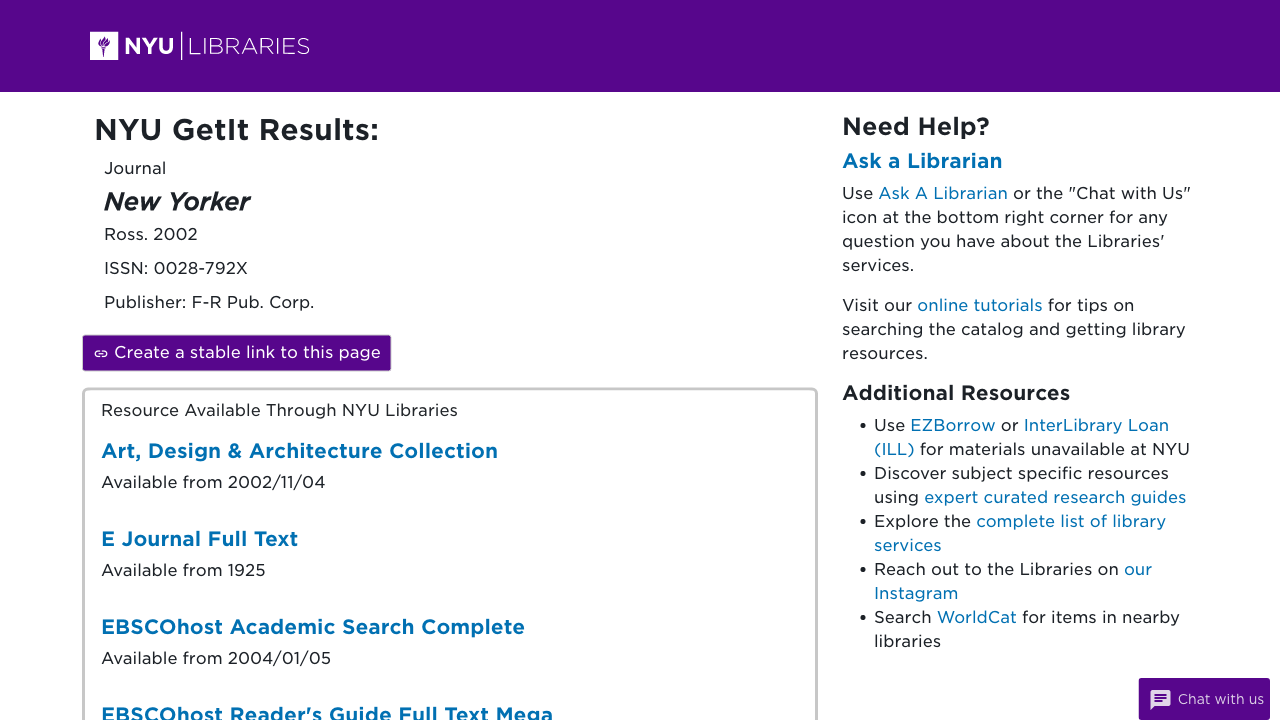 NYU LIBRARIES
NYU GetIt Results:
Journal
New Yorker
Ross. 2002
ISSN: 0028-792X
Publisher: F-R Pub. Corp.
Create a stable link to this page
Resource Available Through NYU Libraries
Art, Design & Architecture Collection
Available from 2002/11/04
E Journal Full Text
Available from 1925
EBSCOhost Academic Search Complete
Available from 2004/01/05
EBSCOhost Reader's Guide Full Text Mega
Need Help?
Ask a Librarian
Use Ask A Librarian or the "Chat with Us"
icon at the bottom right corner for any
question you have about the Libraries'
services.
Visit our online tutorials for tips on
searching the catalog and getting library
resources.
Additional Resources
• Use EZBorrow or InterLibrary Loan
(ILL) for materials unavailable at NYU
• Discover subject specific resources
using expert curated research guides
• Explore the complete list of library
services
• Reach out to the Libraries on our
Instagram
• Search WorldCat for items in nearby
libraries
Chat with us